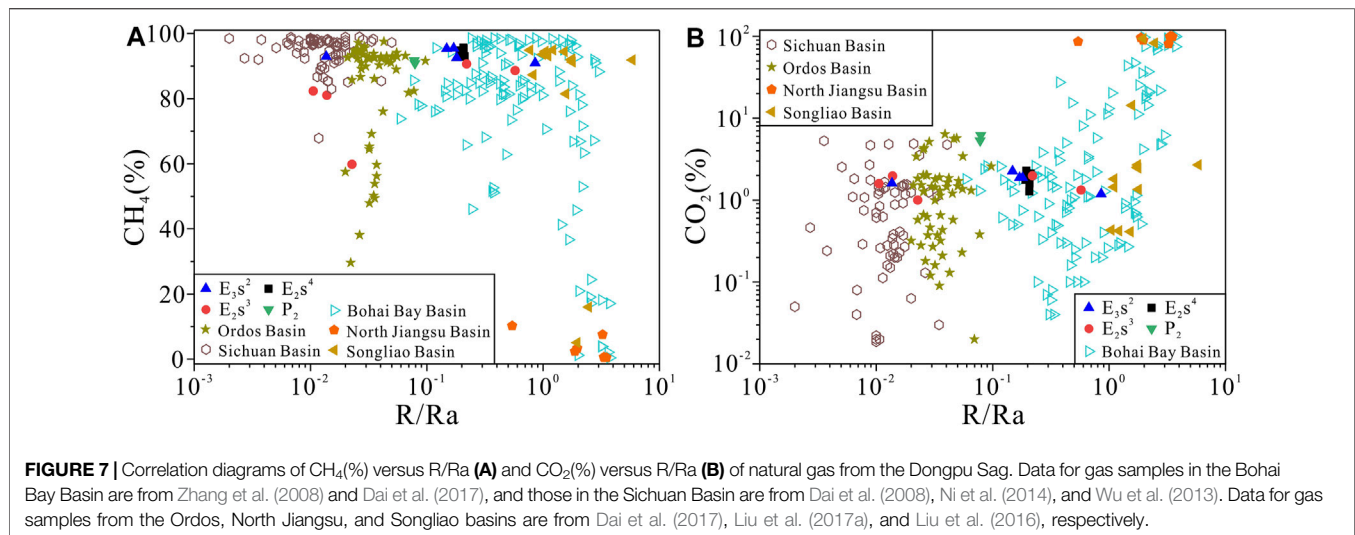 A
CH4(%)
100
80
60
40
20
0
10-3 10-2 10-1 100 101
R/Ra
E3s2 E2s4
E2s3 P2
Ordos Basin
Sichuan Basin
Bohai Bay Basin
North Jiangsu Basin
Songliao Basin
B
CO2(%)
102
101
100
10-1
10-2
10-3 10-2 10-1 100 101
R/Ra
Sichuan Basin
Ordos Basin
North Jiangsu Basin
Songliao Basin
E3s2 E2s4
E2s3 P2
Bohai Bay Basin
FIGURE 7 | Correlation diagrams of CH4(%) versus R/Ra (A) and CO2(%) versus R/Ra (B) of natural gas from the Dongpu Sag. Data for gas samples in the Bohai
Bay Basin are from Zhang et al. (2008) and Dai et al. (2017), and those in the Sichuan Basin are from Dai et al. (2008), Ni et al. (2014), and Wu et al. (2013). Data for gas
samples from the Ordos, North Jiangsu, and Songliao basins are from Dai et al. (2017), Liu et al. (2017a), and Liu et al. (2016), respectively.